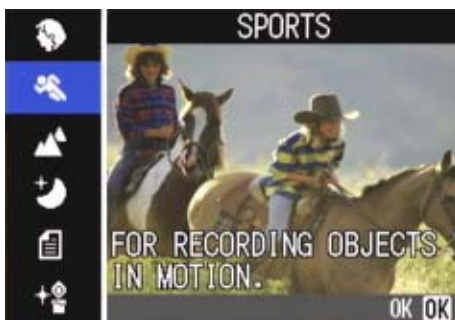 SPORTS
FOR RECORDING OBJECTS
IN MOTION.
OK OK